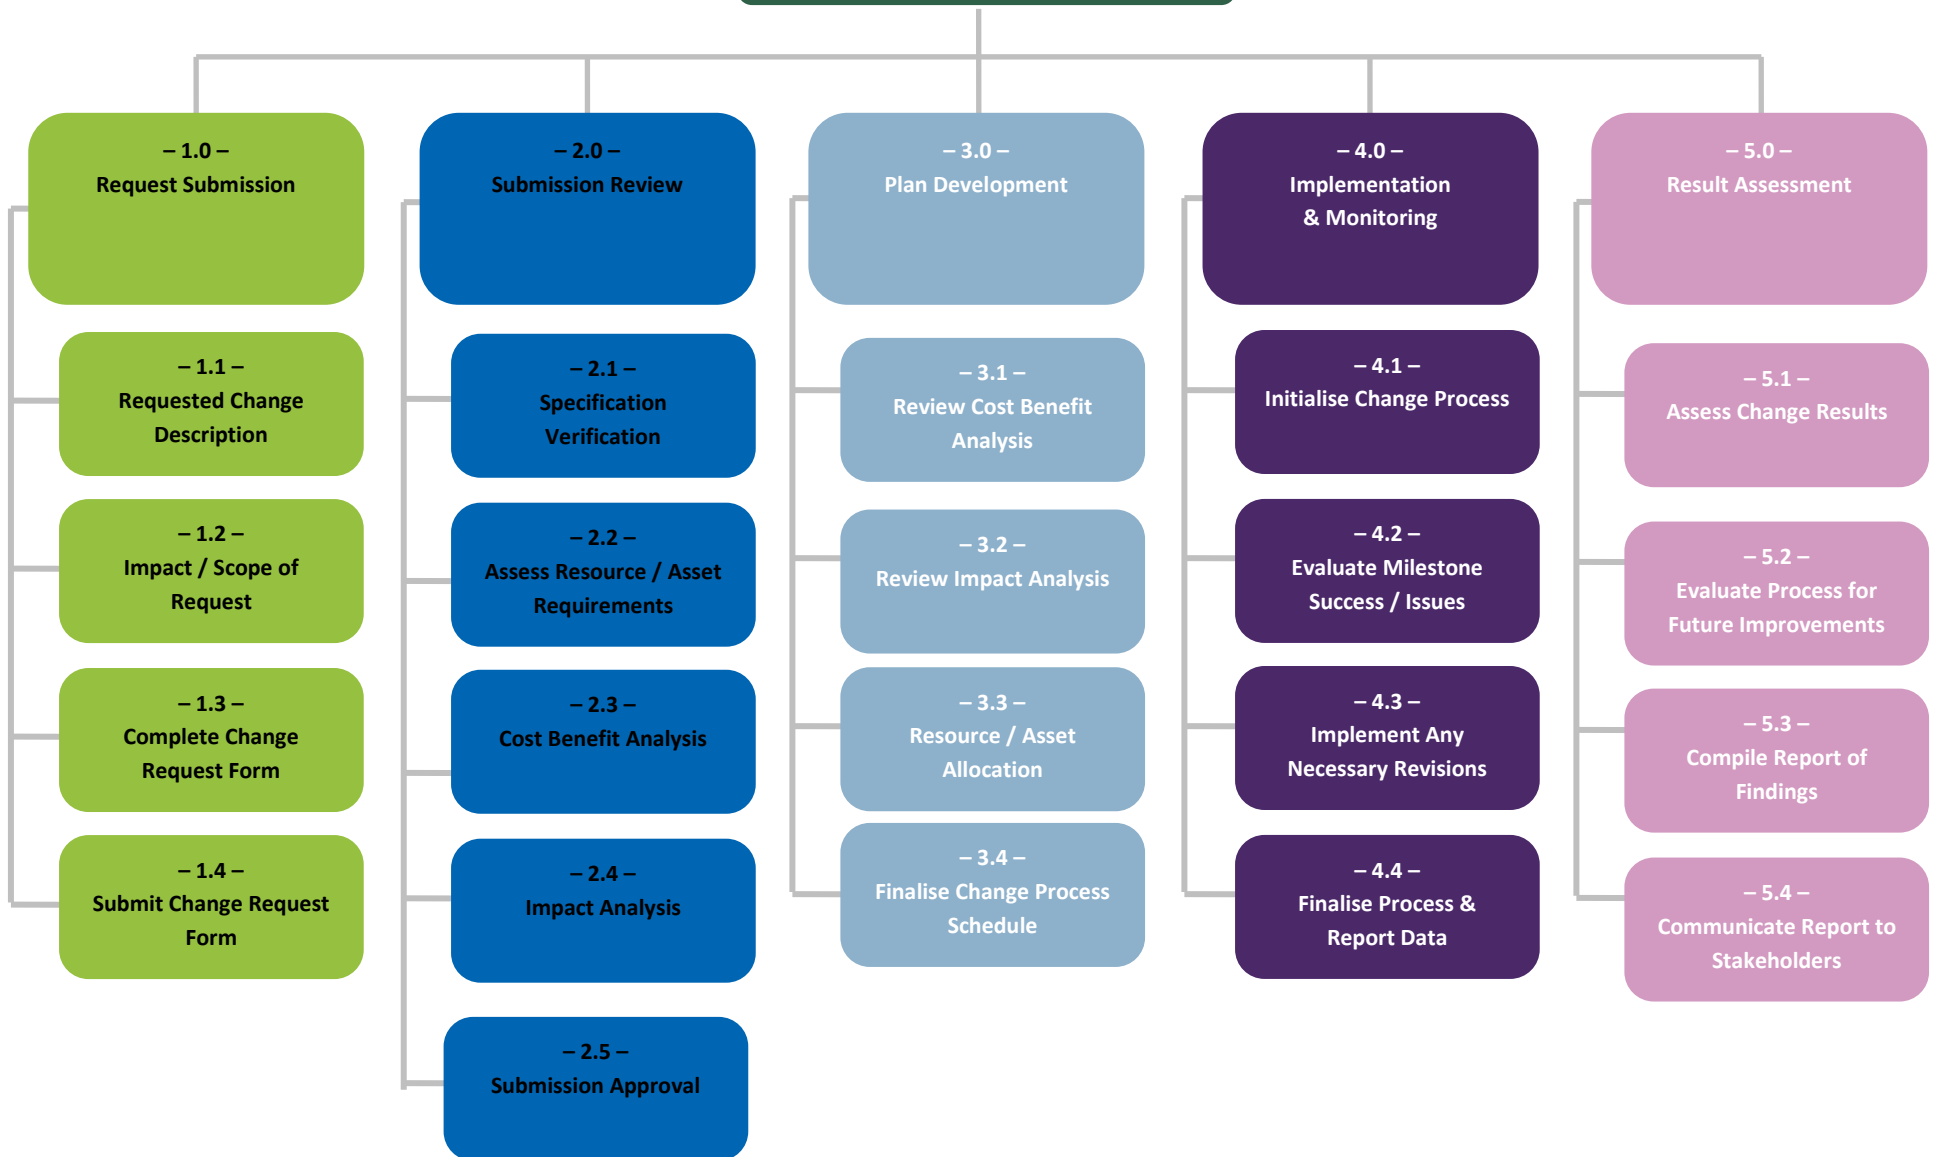 – 1.0 –
Request Submission
– 1.1 –
Requested Change
Description
– 1.2 –
Impact / Scope of
Request
– 1.3 –
Complete Change
Request Form
– 1.4 –
Submit Change Request
Form
– 2.0 –
Submission Review
– 2.1 –
Specification
Verification
– 2.2 –
Assess Resource / Asset
Requirements
– 2.3 –
Cost Benefit Analysis
– 2.4 –
Impact Analysis
– 2.5 –
Submission Approval
– 3.0 –
Plan Development
– 3.1 –
Review Cost Benefit
Analysis
– 3.2 –
Review Impact Analysis
– 3.3 –
Resource / Asset
Allocation
– 3.4 –
Finalise Change Process
Schedule
– 4.0 –
Implementation
& Monitoring
– 4.1 –
Initialise Change Process
– 4.2 –
Evaluate Milestone
Success / Issues
– 4.3 –
Implement Any
Necessary Revisions
– 4.4 –
Finalise Process &
Report Data
– 5.0 –
Result Assessment
– 5.1 –
Assess Change Results
– 5.2 –
Evaluate Process for
Future Improvements
– 5.3 –
Compile Report of
Findings
– 5.4 –
Communicate Report to
Stakeholders